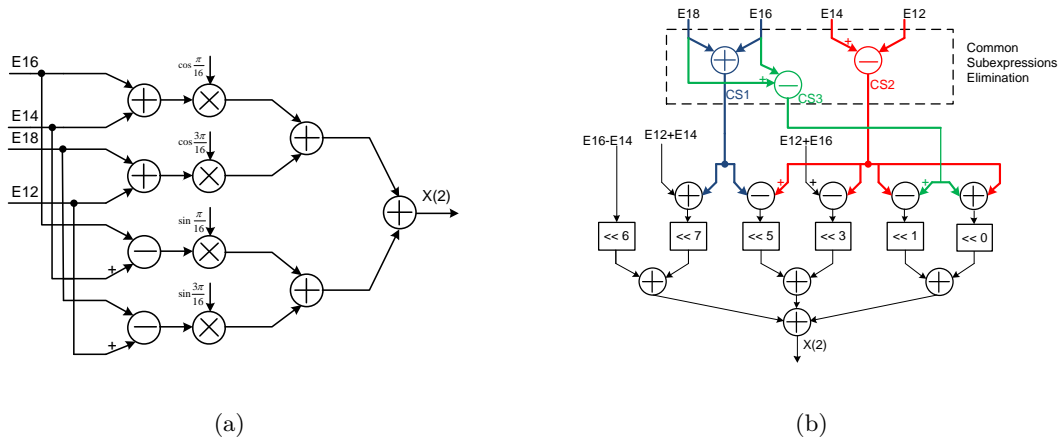 E16
E14
E18
E12
cos π/16
cos 3π/16
sin π/16
sin 3π/16
+
+
X(2)
(a)
E18 E16 E14 E12
+
+
Common
Subexpressions
Elimination
CS1 CS3 CS2
E16-E14 E12+E14 E12+E16
+ + +
<< 6 << 7 << 5 << 3 << 1 << 0
X(2)
(b)